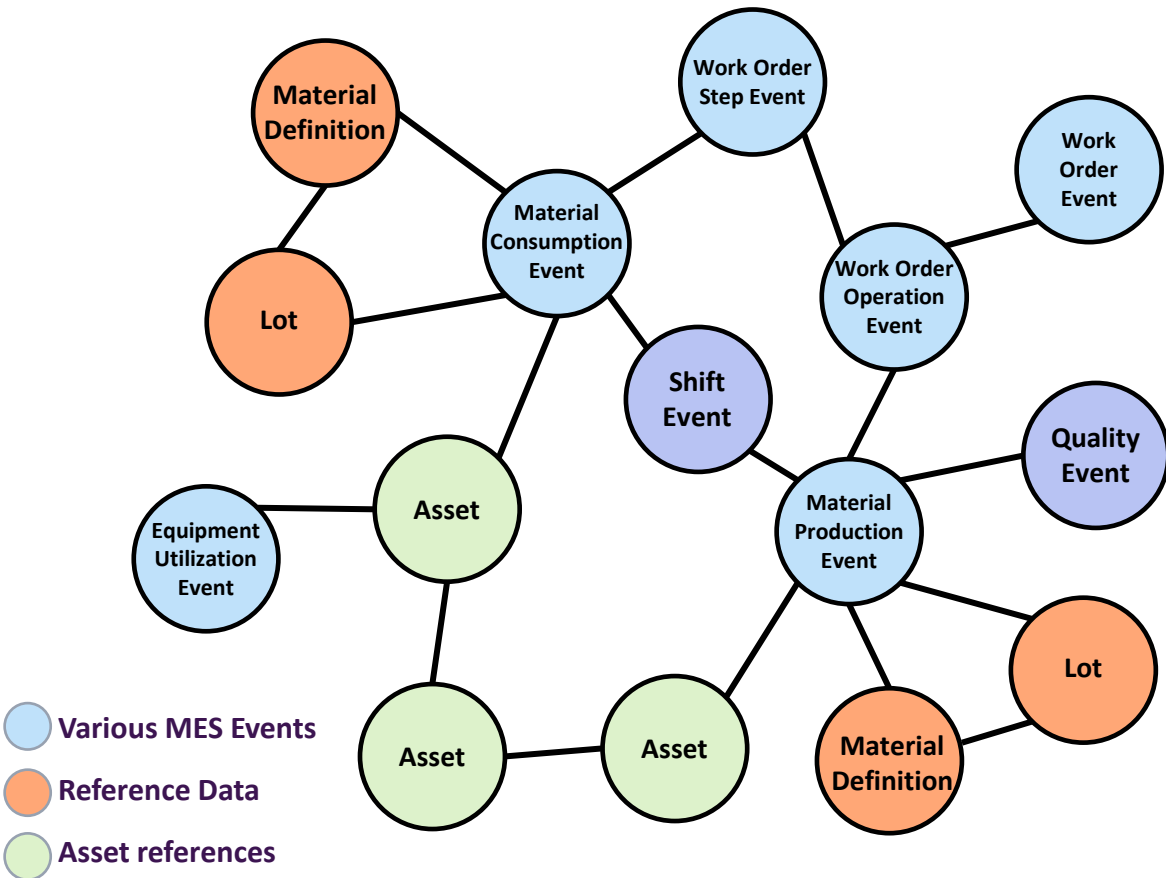 Work Order
Step Event
Material
Definition
Work
Order
Event
Material
Consumption
Event
Work Order
Operation
Event
Lot
Shift
Event
Quality
Event
Asset
Material
Production
Event
Equipment
Utilization
Event
Lot
Various MES Events
Asset
Asset
Material
Definition
Reference Data
Asset references